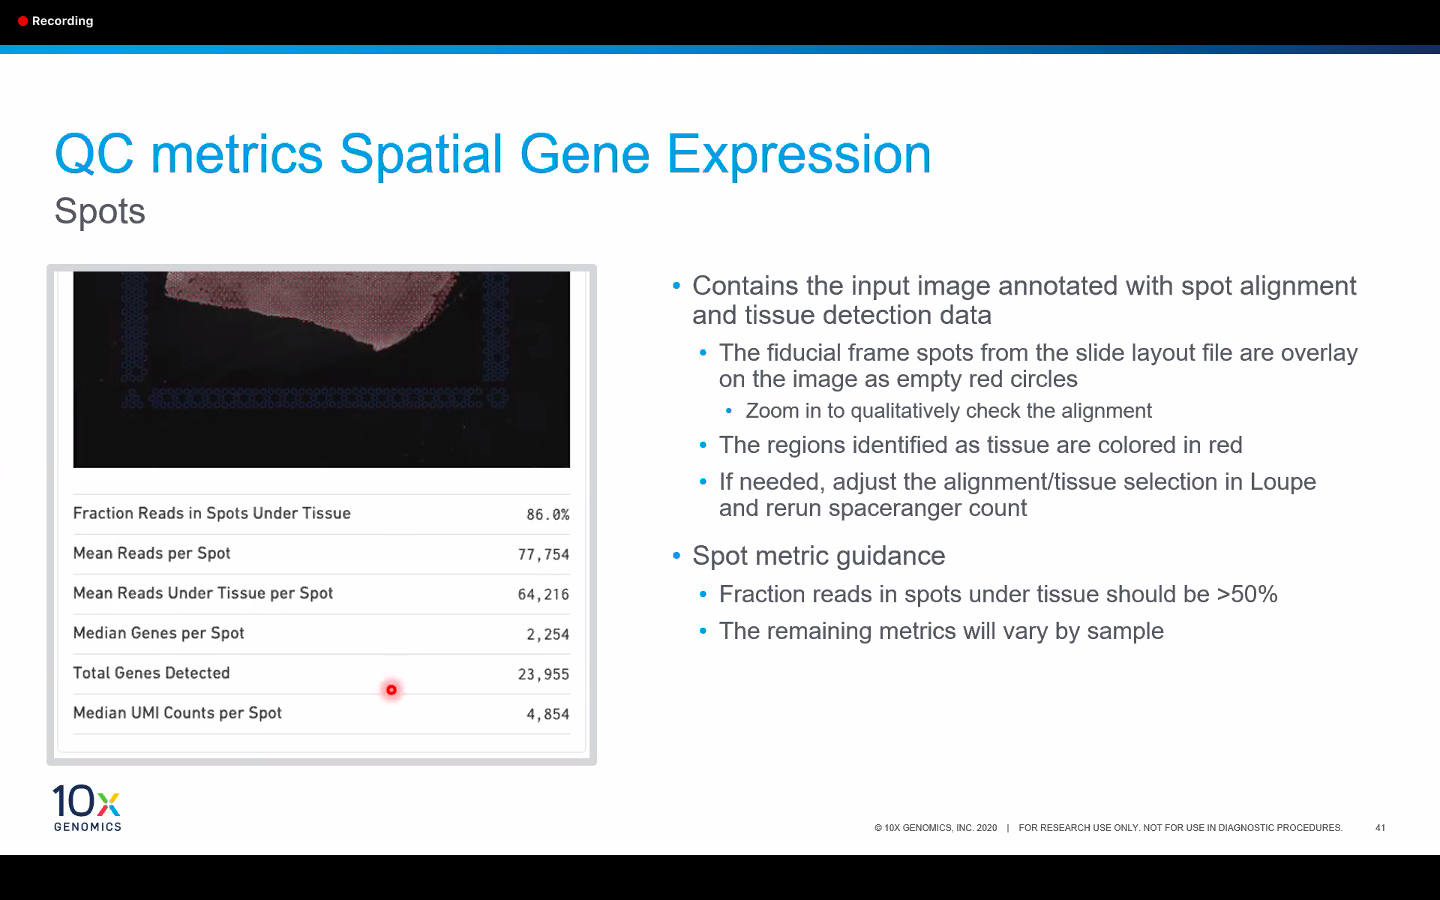 Recording
QC metrics Spatial Gene Expression
Spots
Fraction Reads in Spots Under Tissue 86.0%
Mean Reads per Spot 77,754
Mean Reads Under Tissue per Spot 64,216
Median Genes per Spot 2,254
Total Genes Detected 23,955
Median UMI Counts per Spot 4,854
• Contains the input image annotated with spot alignment
and tissue detection data
• The fiducial frame spots from the slide layout file are overlay
on the image as empty red circles
• Zoom in to qualitatively check the alignment
• The regions identified as tissue are colored in red
• If needed, adjust the alignment/tissue selection in Loupe
and rerun spaceranger count
• Spot metric guidance
• Fraction reads in spots under tissue should be >50%
• The remaining metrics will vary by sample
10x
GENOMICS
© 10X GENOMICS, INC. 2020 | FOR RESEARCH USE ONLY. NOT FOR USE IN DIAGNOSTIC PROCEDURES. 41